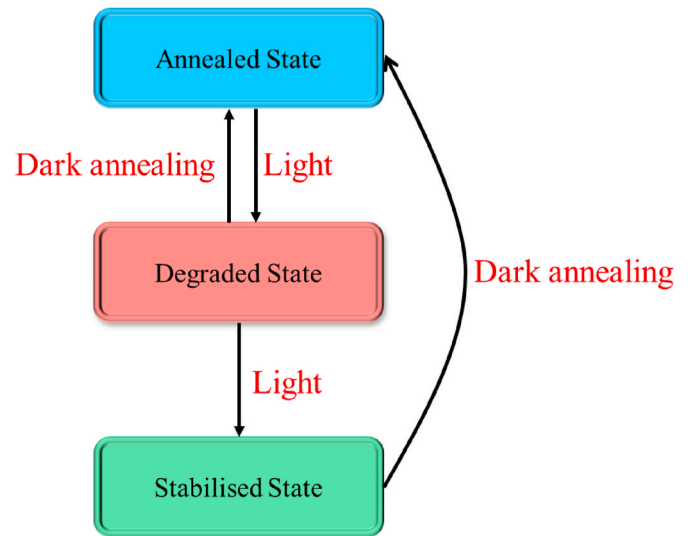 Annealed State
Dark annealing
Light
Degraded State
Dark annealing
Light
Stabilised State